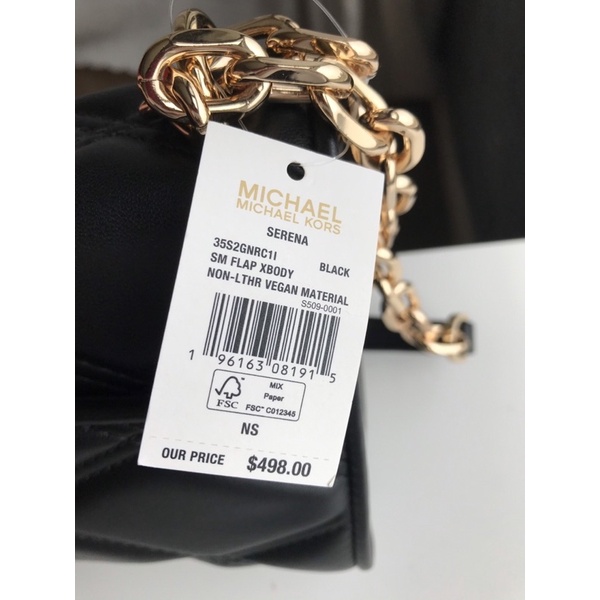 MICHAEL
MICHAEL KORS
SERENA
35S2GNRC1I
SM FLAP XBODY BLACK
NON-LTHR VEGAN MATERIAL
S509-0001
1 96163 08191 5
FSC
MIX
Paper
FSC™ C012345
NS
OUR PRICE $498.00